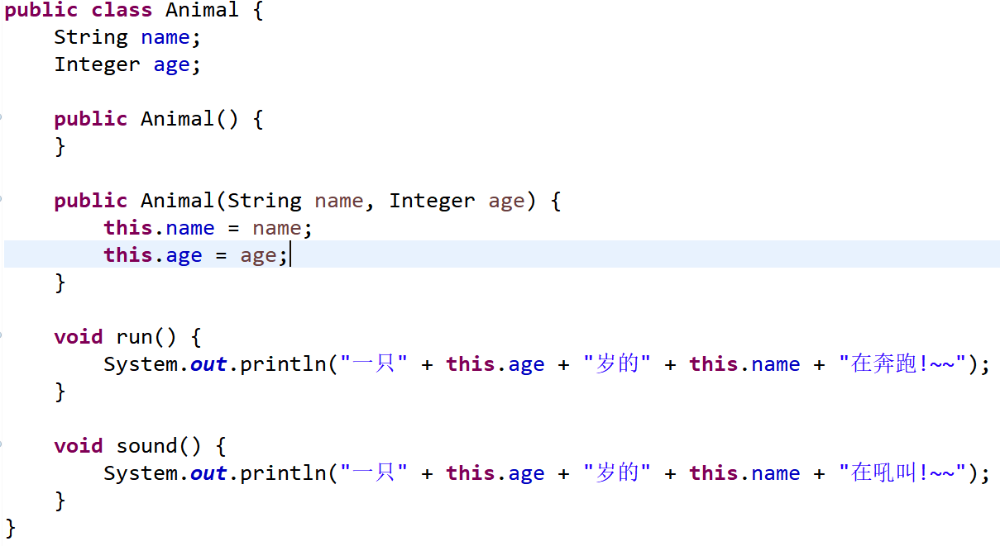 public class Animal {
    String name;
    Integer age;

    public Animal() {
    }

    public Animal(String name, Integer age) {
        this.name = name;
        this.age = age;
    }

    void run() {
        System.out.println("一只" + this.age + "岁的" + this.name + "在奔跑!~~");
    }

    void sound() {
        System.out.println("一只" + this.age + "岁的" + this.name + "在吼叫!~~");
    }
}